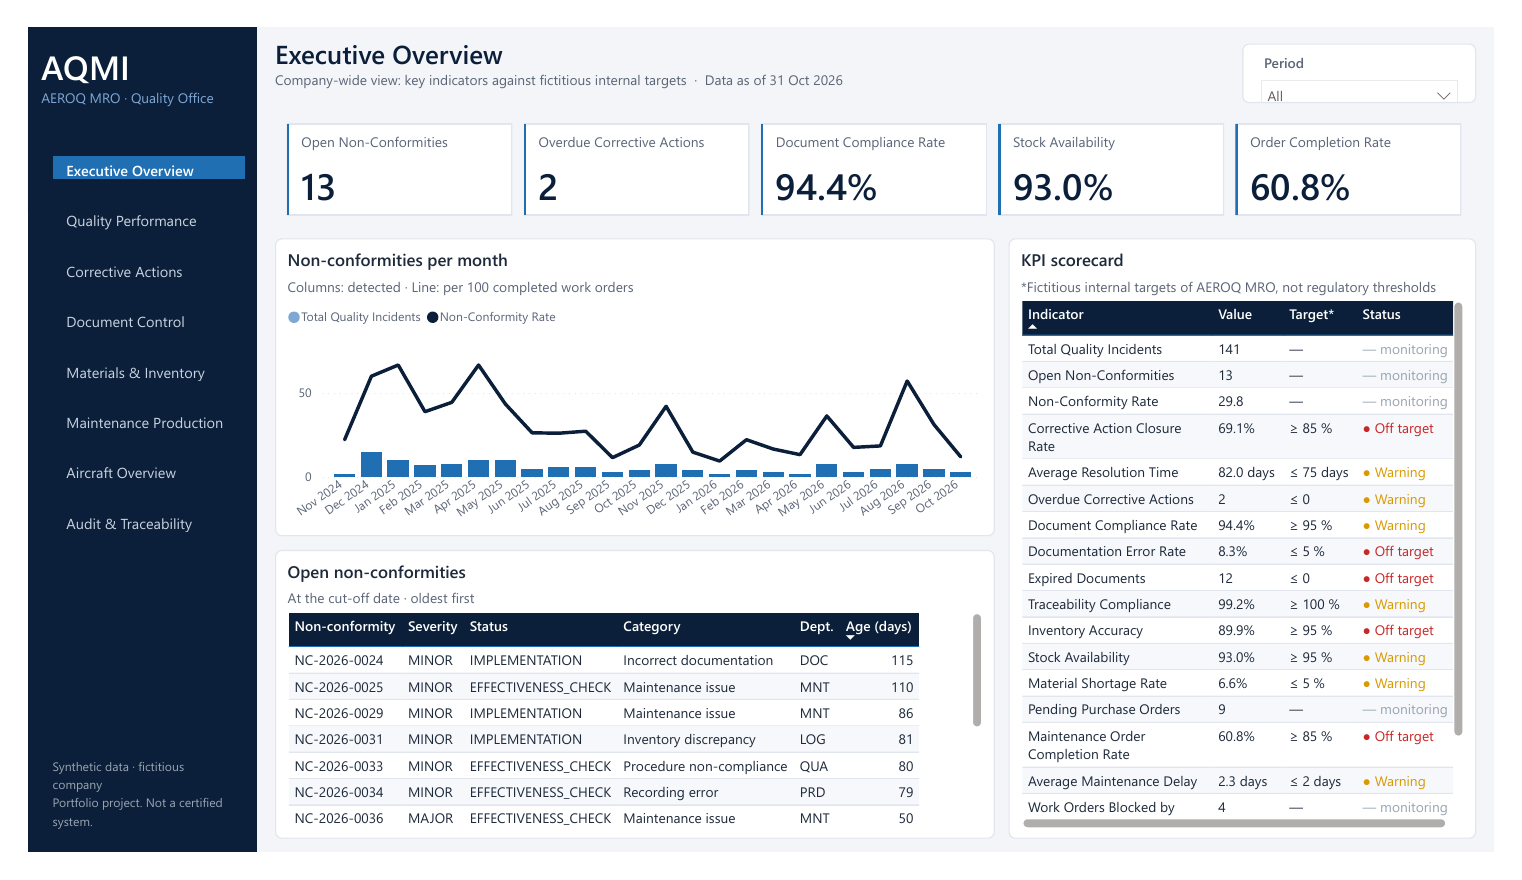 AQMI
AEROQ MRO · Quality Office
Executive Overview
Quality Performance
Corrective Actions
Document Control
Materials & Inventory
Maintenance Production
Aircraft Overview
Audit & Traceability
Synthetic data · fictitious
company
Portfolio project. Not a certified
system.
Executive Overview
Company-wide view: key indicators against fictitious internal targets · Data as of 31 Oct 2026
Period
All
Open Non-Conformities
13
Overdue Corrective Actions
2
Document Compliance Rate
94.4%
Stock Availability
93.0%
Order Completion Rate
60.8%
Non-conformities per month
Columns: detected · Line: per 100 completed work orders
Total Quality Incidents Non-Conformity Rate
50
0
Nov 2024 Dec 2024 Jan 2025 Feb 2025 Mar 2025 Apr 2025 May 2025 Jun 2025 Jul 2025 Aug 2025 Sep 2025 Oct 2025 Nov 2025 Dec 2025 Jan 2026 Feb 2026 Mar 2026 Apr 2026 May 2026 Jun 2026 Jul 2026 Aug 2026 Sep 2026 Oct 2026
Open non-conformities
At the cut-off date · oldest first
Non-conformity Severity Status Category Dept. Age (days)
NC-2026-0024 MINOR IMPLEMENTATION Incorrect documentation DOC 115
NC-2026-0025 MINOR EFFECTIVENESS_CHECK Maintenance issue MNT 110
NC-2026-0029 MINOR IMPLEMENTATION Maintenance issue MNT 86
NC-2026-0031 MINOR IMPLEMENTATION Inventory discrepancy LOG 81
NC-2026-0033 MINOR EFFECTIVENESS_CHECK Procedure non-compliance QUA 80
NC-2026-0034 MINOR EFFECTIVENESS_CHECK Recording error PRD 79
NC-2026-0036 MAJOR EFFECTIVENESS_CHECK Maintenance issue MNT 50
KPI scorecard
*Fictitious internal targets of AEROQ MRO, not regulatory thresholds
Indicator Value Target* Status
Total Quality Incidents 141 — — monitoring
Open Non-Conformities 13 — — monitoring
Non-Conformity Rate 29.8 — — monitoring
Corrective Action Closure 69.1% ≥ 85 % ● Off target
Rate
Average Resolution Time 82.0 days ≤ 75 days ● Warning
Overdue Corrective Actions 2 ≤ 0 ● Warning
Document Compliance Rate 94.4% ≥ 95 % ● Warning
Documentation Error Rate 8.3% ≤ 5 % ● Off target
Expired Documents 12 ≤ 0 ● Off target
Traceability Compliance 99.2% ≥ 100 % ● Warning
Inventory Accuracy 89.9% ≥ 95 % ● Off target
Stock Availability 93.0% ≥ 95 % ● Warning
Material Shortage Rate 6.6% ≤ 5 % ● Warning
Pending Purchase Orders 9 — — monitoring
Maintenance Order 60.8% ≥ 85 % ● Off target
Completion Rate
Average Maintenance Delay 2.3 days ≤ 2 days ● Warning
Work Orders Blocked by 4 — — monitoring